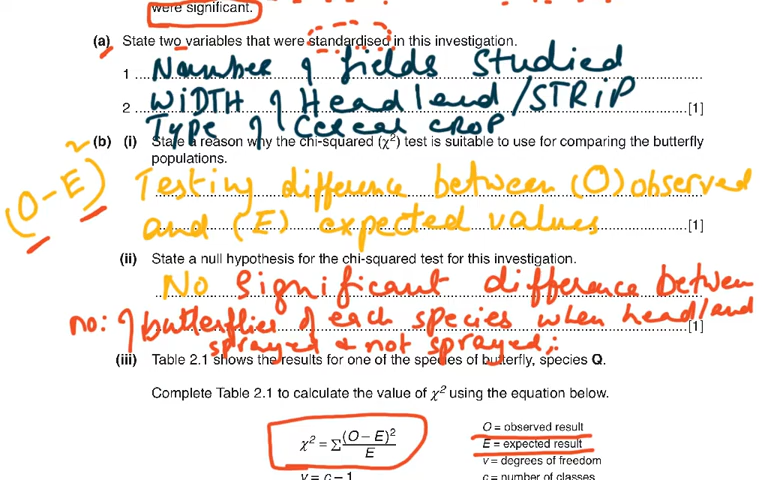 were significant.
(a) State two variables that were standardised in this investigation.
1 Number of fields studied
2 WiDTH of Headland/STRiP [1]
Type of Cereal CROP
(b) (i) State a reason why the chi-squared (χ²) test is suitable to use for comparing the butterfly
populations.
(O-E)² Testing difference between (O) observed
and (E) expected values [1]
(ii) State a null hypothesis for the chi-squared test for this investigation.
No Significant difference between
no: of butterflies of each species when headland [1]
sprayed & not sprayed;
(iii) Table 2.1 shows the results for one of the species of butterfly, species Q.
Complete Table 2.1 to calculate the value of χ² using the equation below.
χ² = Σ(O – E)²/E
O = observed result
E = expected result
v = degrees of freedom
v = c – 1
c = number of classes